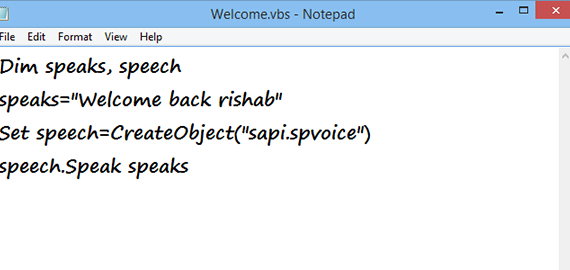 Welcome.vbs - Notepad
File Edit Format View Help
Dim speaks, speech
speaks="Welcome back rishab"
Set speech=CreateObject("sapi.spvoice")
speech.Speak speaks